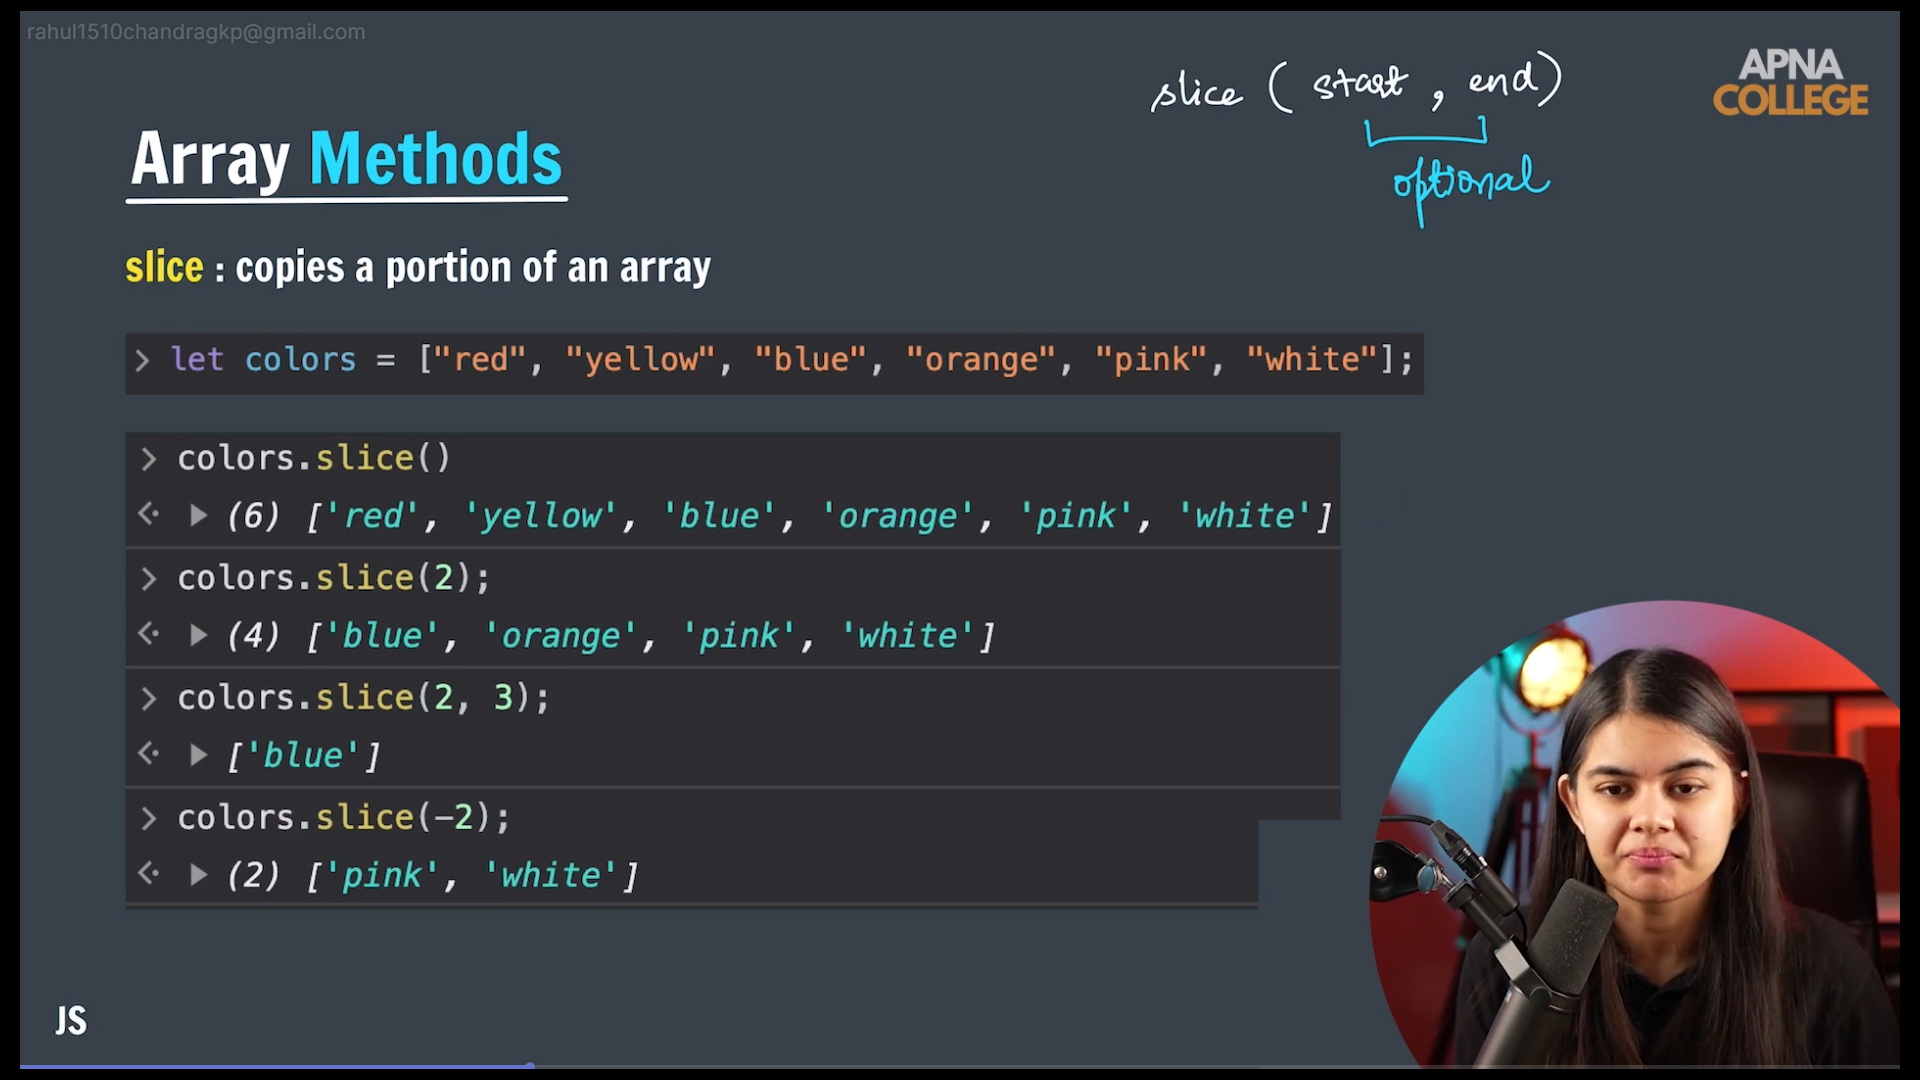 rahul1510chandragkp@gmail.com
slice ( start , end)
optional
APNA
COLLEGE
Array Methods
slice : copies a portion of an array
> let colors = ["red", "yellow", "blue", "orange", "pink", "white"];
> colors.slice()
(6) ['red', 'yellow', 'blue', 'orange', 'pink', 'white']
> colors.slice(2);
(4) ['blue', 'orange', 'pink', 'white']
> colors.slice(2, 3);
['blue']
> colors.slice(-2);
(2) ['pink', 'white']
JS